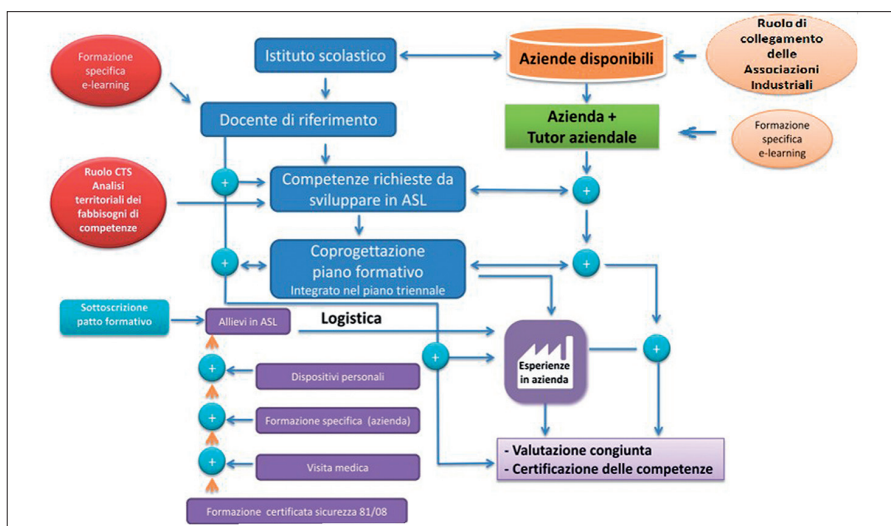 Formazione
specifica
e-learning
Istituto scolastico
Aziende disponibili
Ruolo di
collegamento
delle
Associazioni
Industriali
Docente di riferimento
Azienda +
Tutor aziendale
Formazione
specifica
e-learning
Ruolo CTS
Analisi
territoriali dei
fabbisogni di
competenze
+
Competenze richieste da
sviluppare in ASL
+
+
Coprogettazione
piano formativo
Integrato nel piano triennale
+
Sottoscrizione
patto formativo
Allievi in ASL
Logistica
Esperienze
in azienda
+
+
+
Dispositivi personali
+
Formazione specifica (azienda)
+
Visita medica
Formazione certificata sicurezza 81/08
- Valutazione congiunta
- Certificazione delle competenze